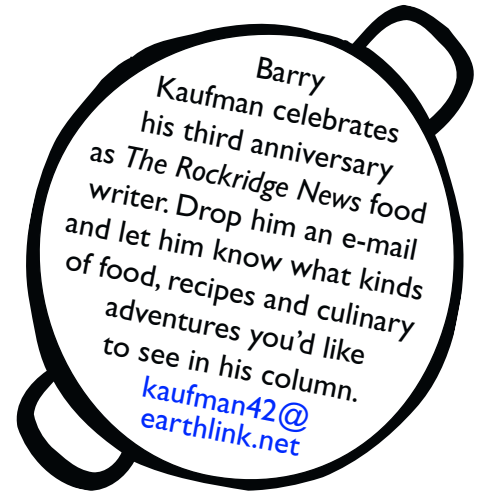 Barry
Kaufman celebrates
his third anniversary
as The Rockridge News food
writer. Drop him an e-mail
and let him know what kinds
of food, recipes and culinary
adventures you'd like
to see in his column.
kaufman42@
earthlink.net